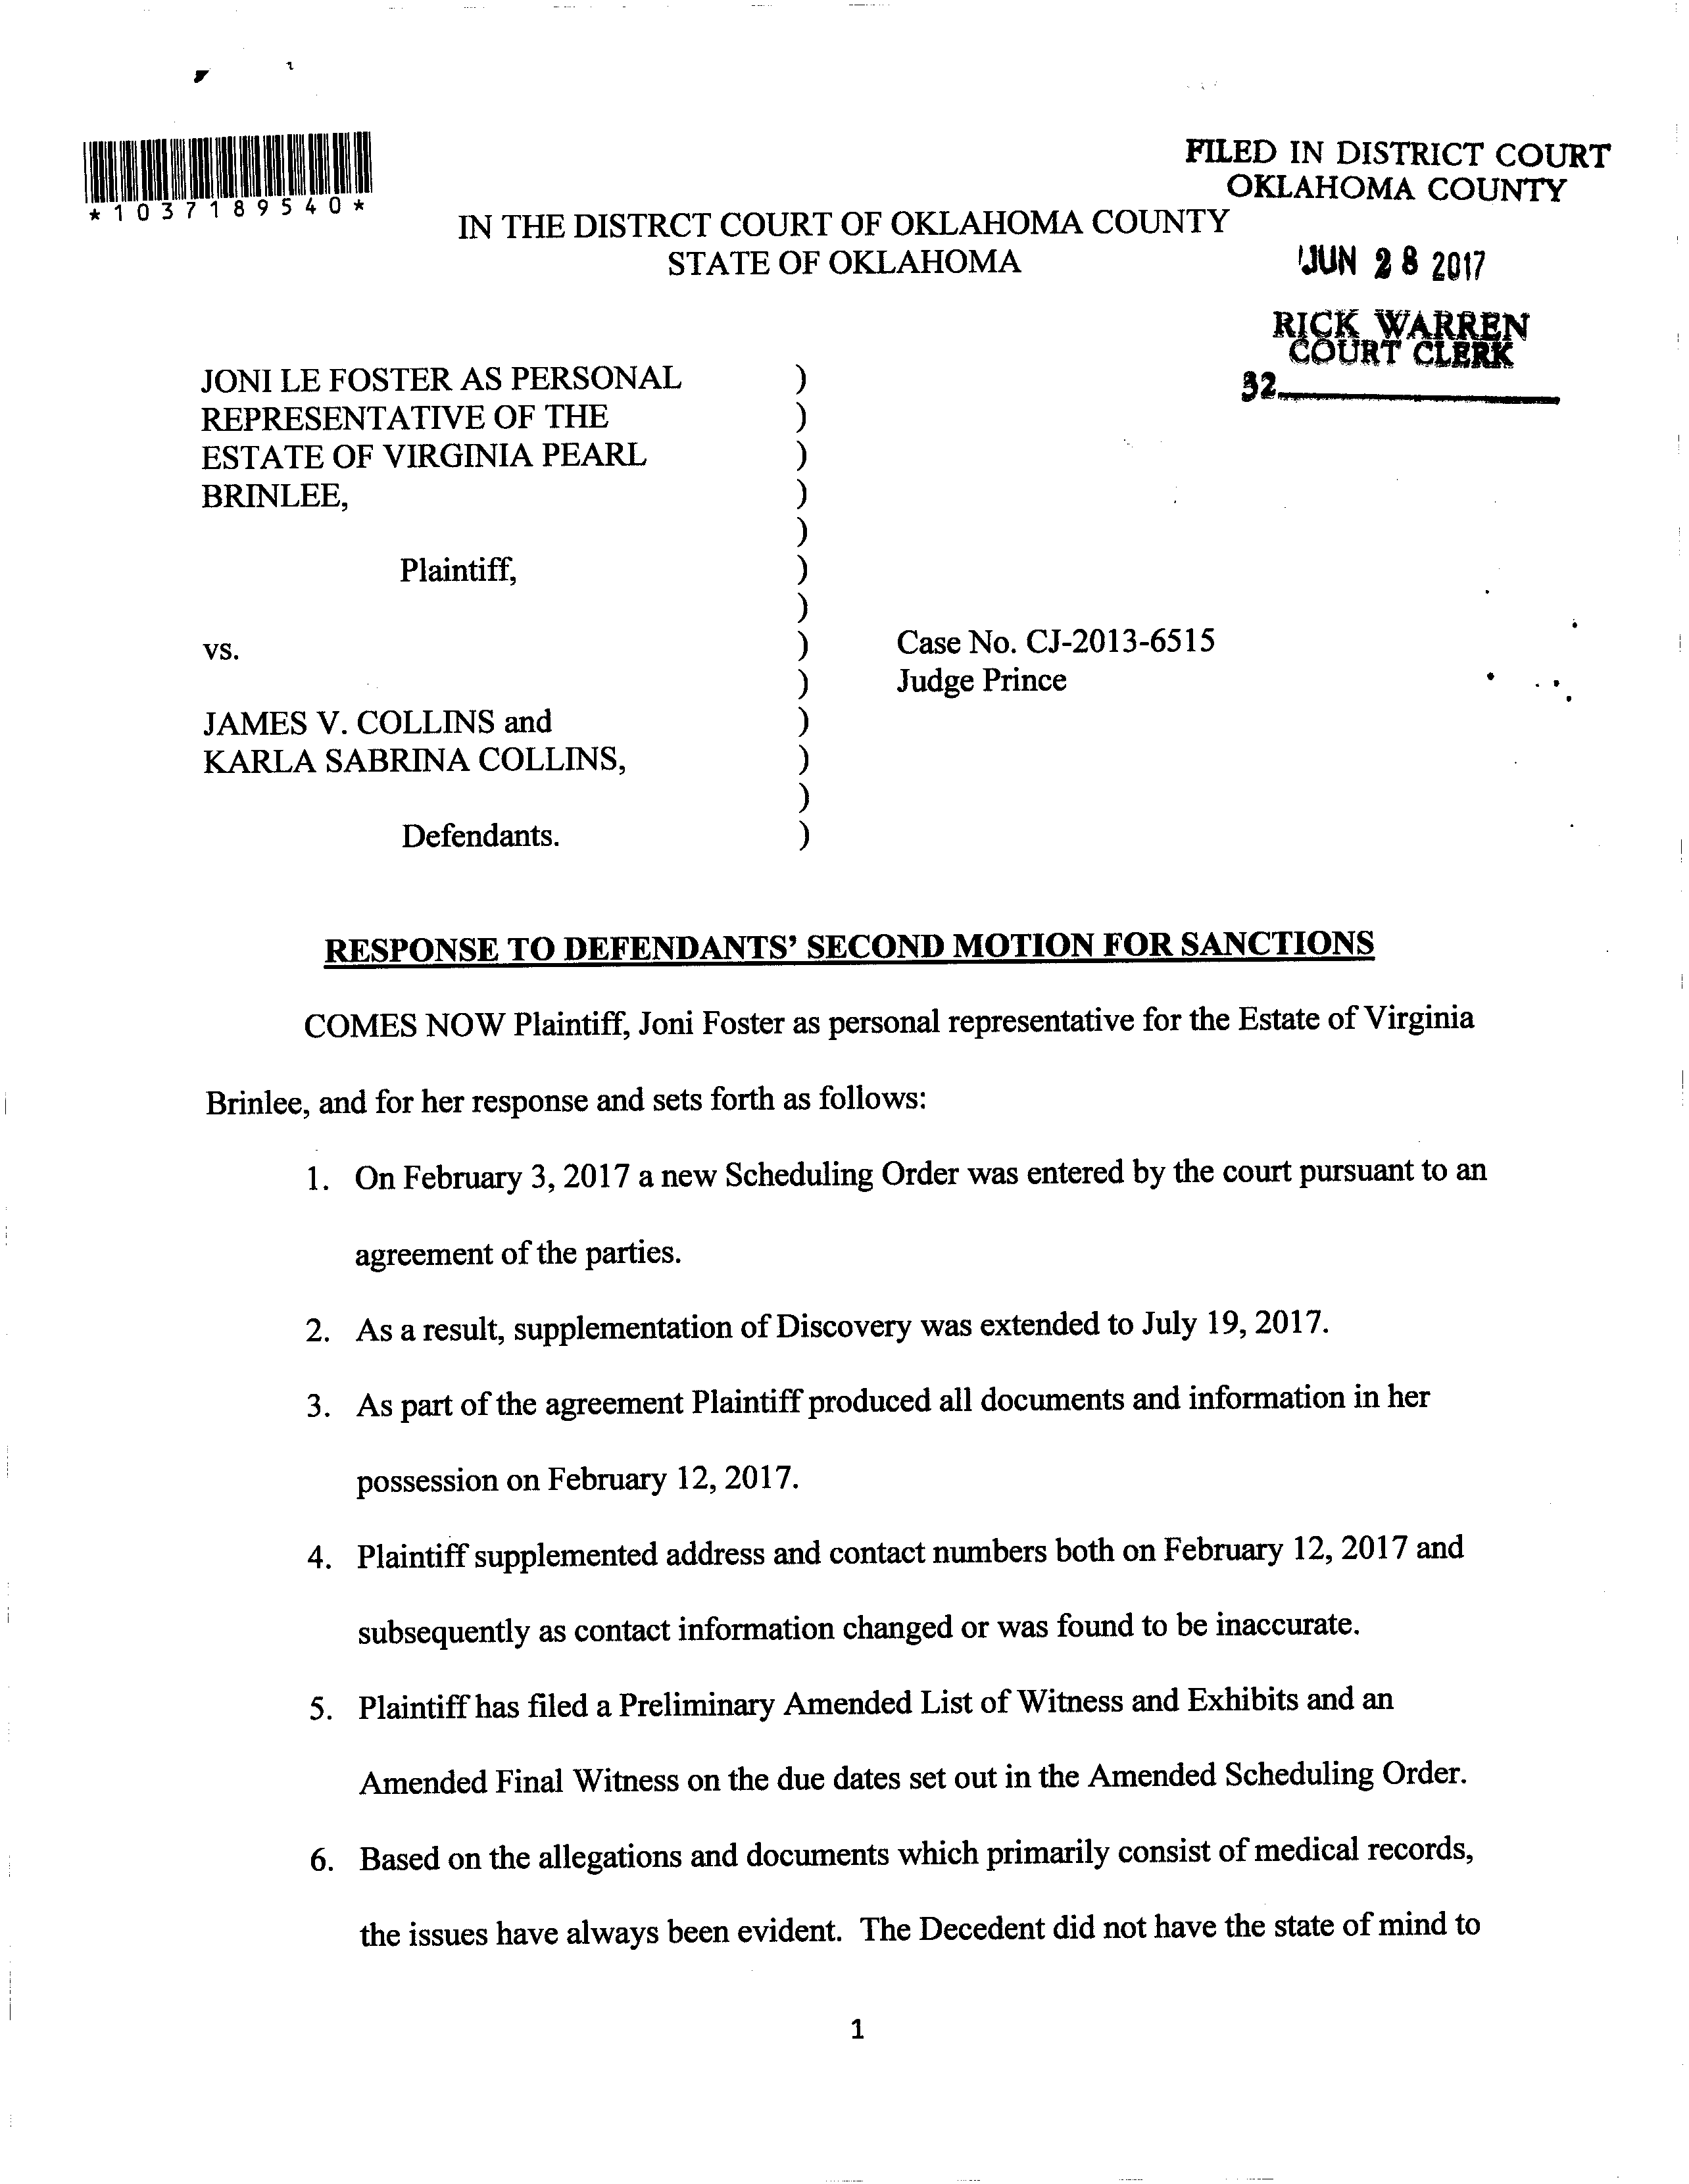 *1037189540*
FILED IN DISTRICT COURT
OKLAHOMA COUNTY
IN THE DISTRCT COURT OF OKLAHOMA COUNTY
STATE OF OKLAHOMA
JUN 28 2017
RICK WARREN
COURT CLERK
32
JONI LE FOSTER AS PERSONAL )
REPRESENTATIVE OF THE )
ESTATE OF VIRGINIA PEARL )
BRINLEE, )
)
Plaintiff, )
)
vs. ) Case No. CJ-2013-6515
) Judge Prince
JAMES V. COLLINS and )
KARLA SABRINA COLLINS, )
)
Defendants. )
RESPONSE TO DEFENDANTS' SECOND MOTION FOR SANCTIONS
COMES NOW Plaintiff, Joni Foster as personal representative for the Estate of Virginia
Brinlee, and for her response and sets forth as follows:
1. On February 3, 2017 a new Scheduling Order was entered by the court pursuant to an
agreement of the parties.
2. As a result, supplementation of Discovery was extended to July 19, 2017.
3. As part of the agreement Plaintiff produced all documents and information in her
possession on February 12, 2017.
4. Plaintiff supplemented address and contact numbers both on February 12, 2017 and
subsequently as contact information changed or was found to be inaccurate.
5. Plaintiff has filed a Preliminary Amended List of Witness and Exhibits and an
Amended Final Witness on the due dates set out in the Amended Scheduling Order.
6. Based on the allegations and documents which primarily consist of medical records,
the issues have always been evident. The Decedent did not have the state of mind to
1